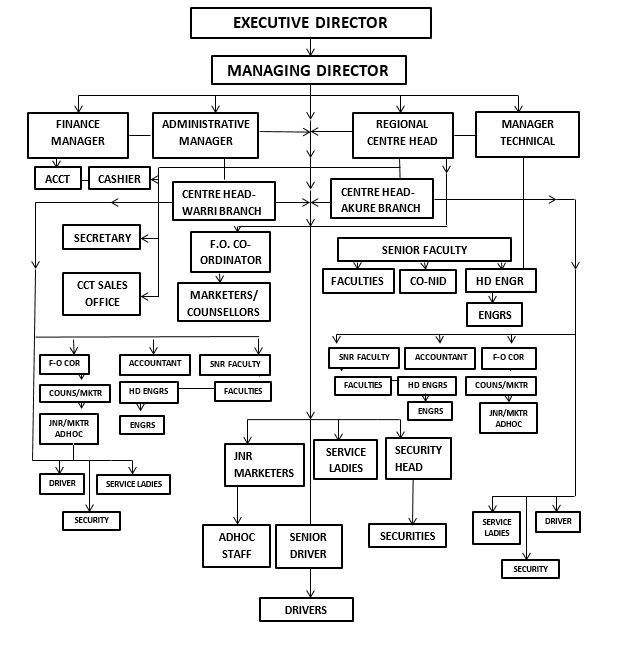 EXECUTIVE DIRECTOR
MANAGING DIRECTOR
FINANCE
MANAGER
ADMINISTRATIVE
MANAGER
REGIONAL
CENTRE HEAD
MANAGER
TECHNICAL
ACCT
CASHIER
CENTRE HEAD-
WARRI BRANCH
CENTRE HEAD-
AKURE BRANCH
SECRETARY
F.O. CO-
ORDINATOR
SENIOR FACULTY
CCT SALES
OFFICE
MARKETERS/
COUNSELLORS
FACULTIES
CO-NID
HD ENGR
ENGRS
F-O COR
ACCOUNTANT
SNR FACULTY
SNR FACULTY
ACCOUNTANT
F-O COR
COUNS/MKTR
HD ENGRS
FACULTIES
FACULTIES
HD ENGRS
COUNS/MKTR
JNR/MKTR
ADHOC
ENGRS
ENGRS
JNR/MKTR
ADHOC
JNR
MARKETERS
SERVICE
LADIES
SECURITY
HEAD
DRIVER
SERVICE LADIES
SECURITY
ADHOC
STAFF
SENIOR
DRIVER
SECURITIES
SERVICE
LADIES
DRIVER
SECURITY
DRIVERS